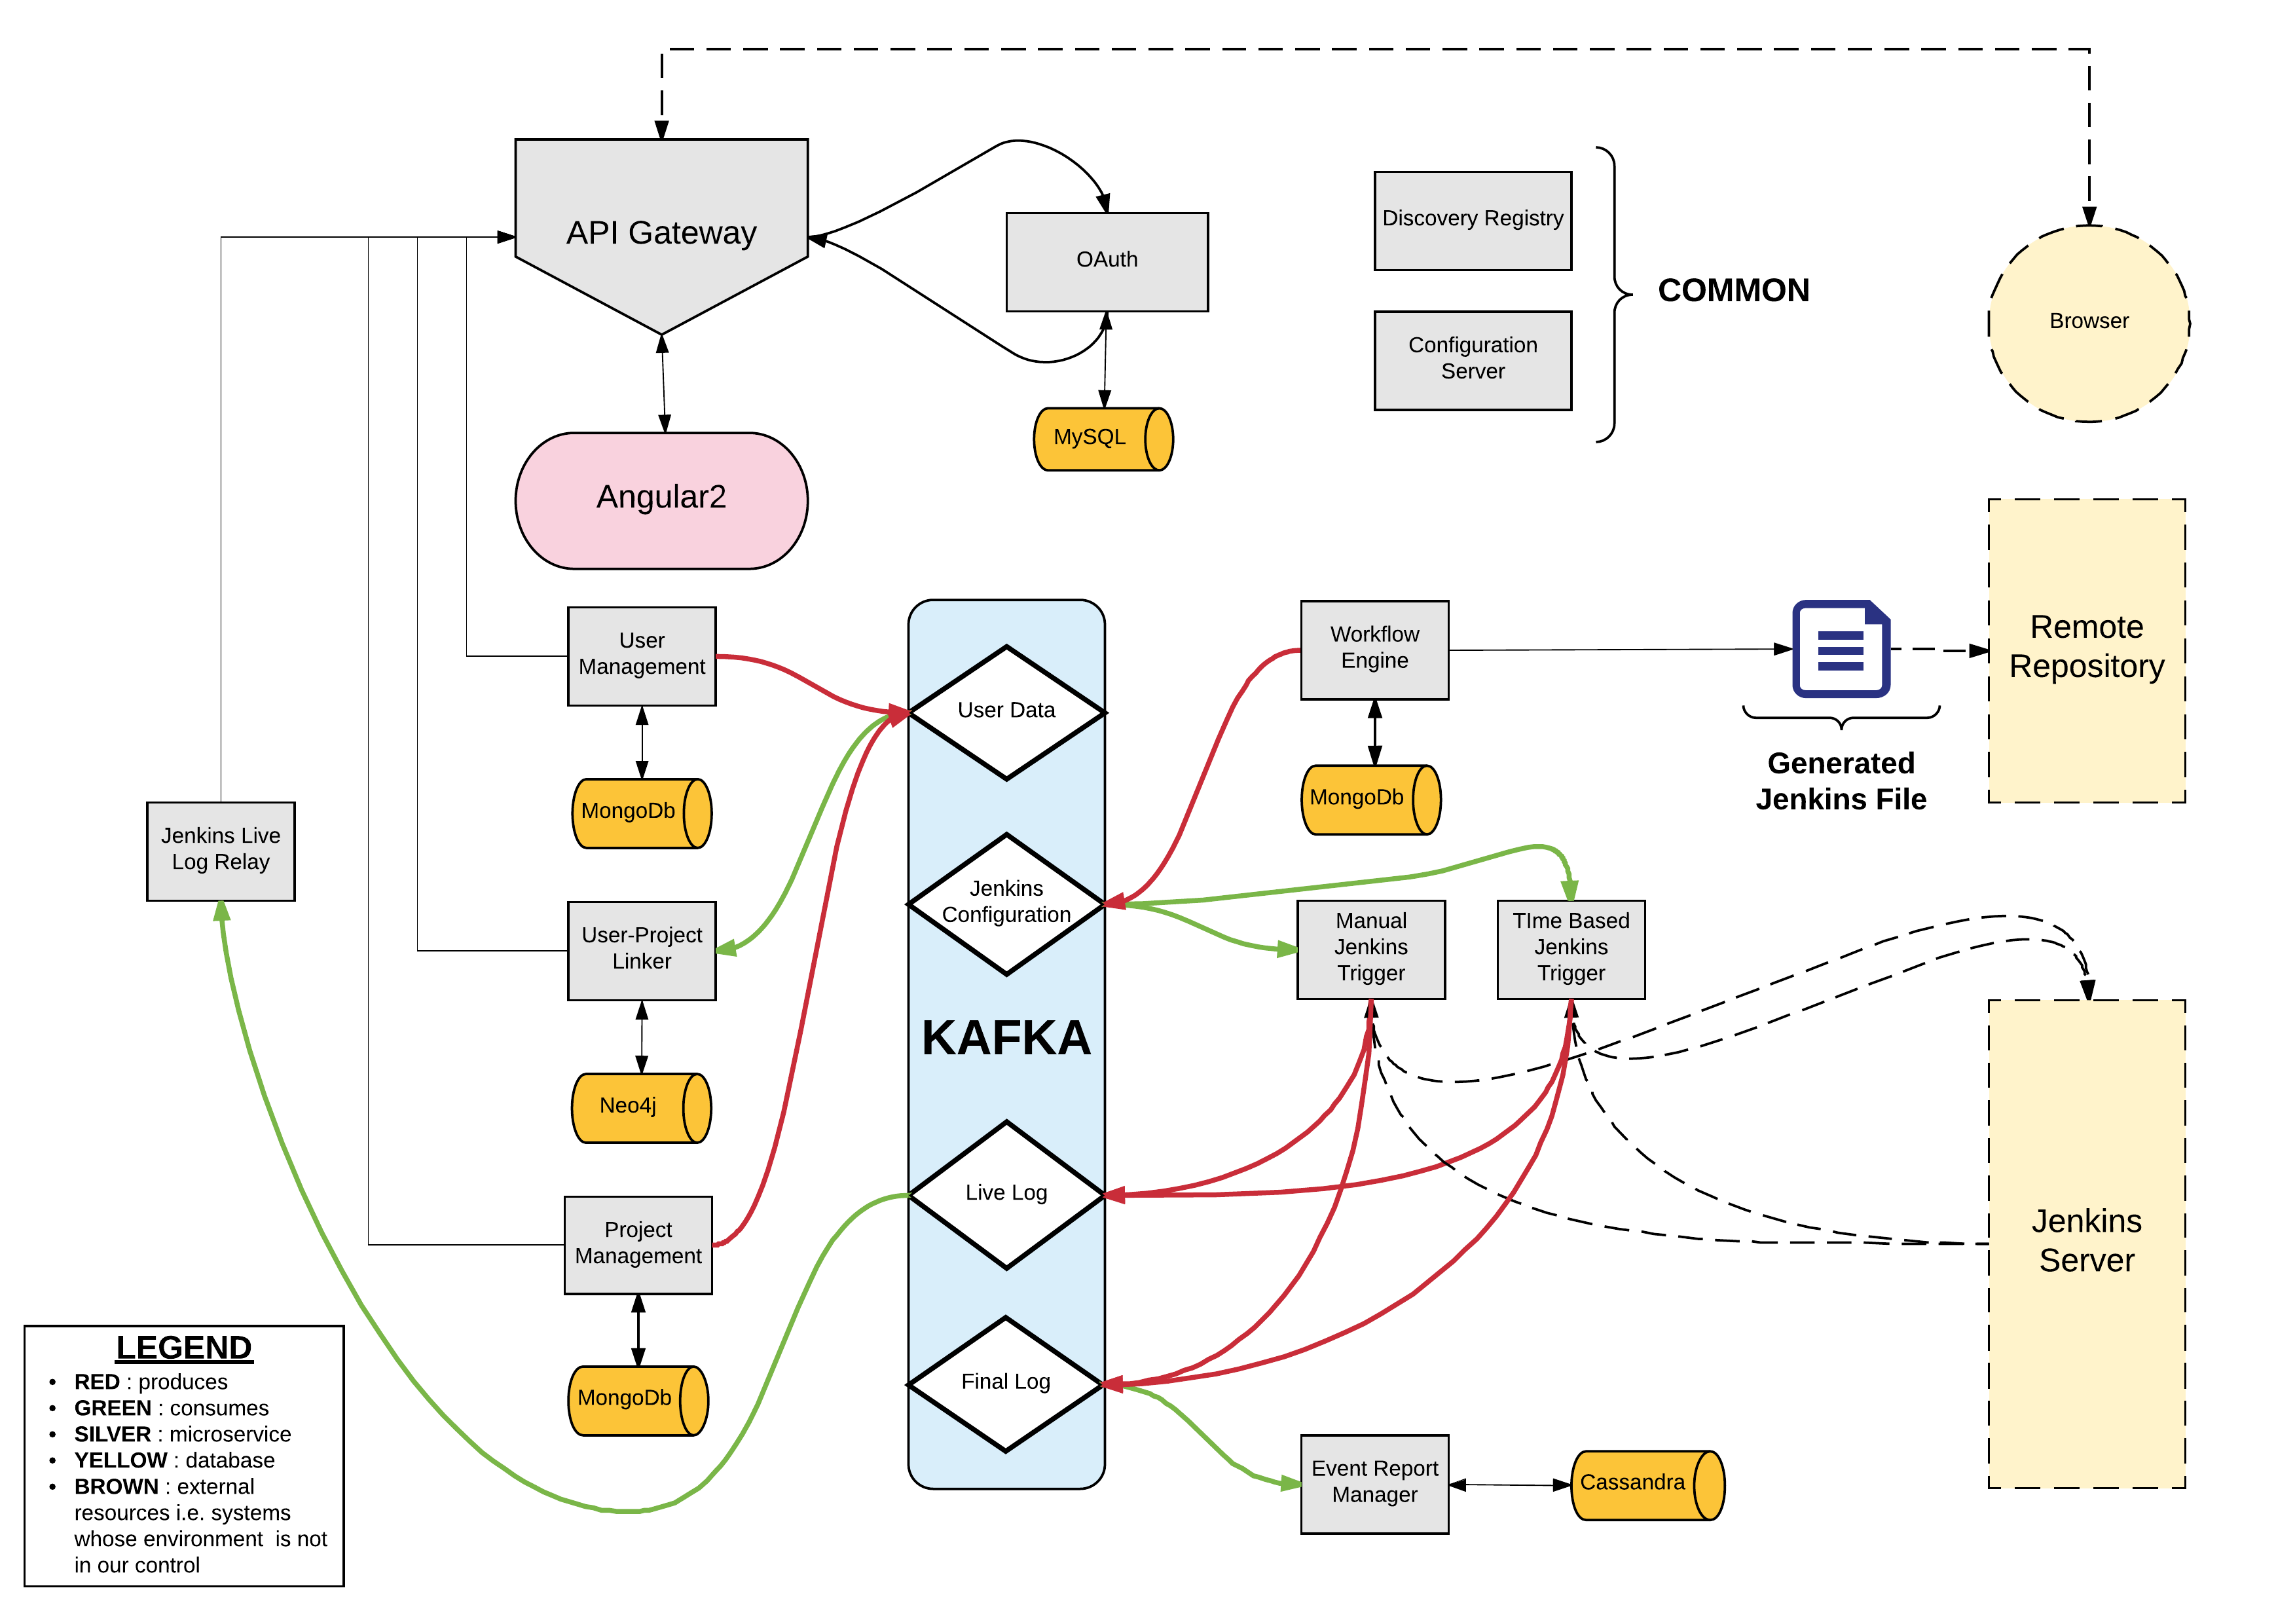 API Gateway
OAuth
Discovery Registry
Configuration
Server
COMMON
Browser
MySQL
Angular2
User
Management
MongoDb
User Data
Workflow
Engine
MongoDb
Generated
Jenkins File
Remote
Repository
Jenkins Live
Log Relay
User-Project
Linker
Neo4j
Jenkins
Configuration
KAFKA
Manual
Jenkins
Trigger
TIme Based
Jenkins
Trigger
Project
Management
MongoDb
Live Log
Final Log
Jenkins
Server
Event Report
Manager
Cassandra
LEGEND
• RED : produces
• GREEN : consumes
• SILVER : microservice
• YELLOW : database
• BROWN : external
resources i.e. systems
whose environment  is not
in our control